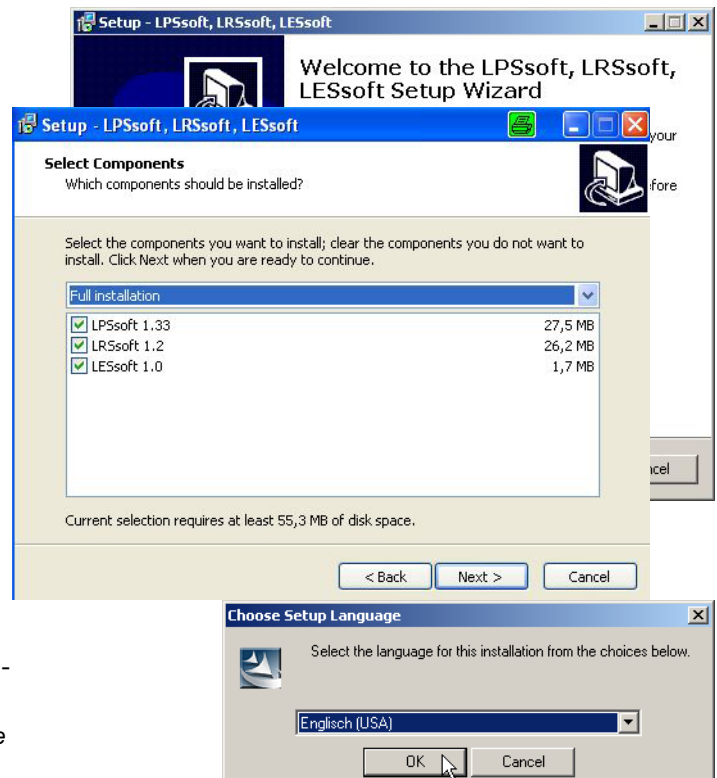 Setup - LPSsoft, LRSsoft, LESsoft
Welcome to the LPSsoft, LRSsoft,
LESsoft Setup Wizard
your
Setup - LPSsoft, LRSsoft, LESsoft
Select Components
Which components should be installed?
fore
Select the components you want to install; clear the components you do not want to
install. Click Next when you are ready to continue.
Full installation
LPSsoft 1.33 27,5 MB
LRSsoft 1.2 26,2 MB
LESsoft 1.0 1,7 MB
ncel
Current selection requires at least 55,3 MB of disk space.
< Back Next > Cancel
Choose Setup Language
Select the language for this installation from the choices below.
-
Englisch (USA)
e
OK Cancel